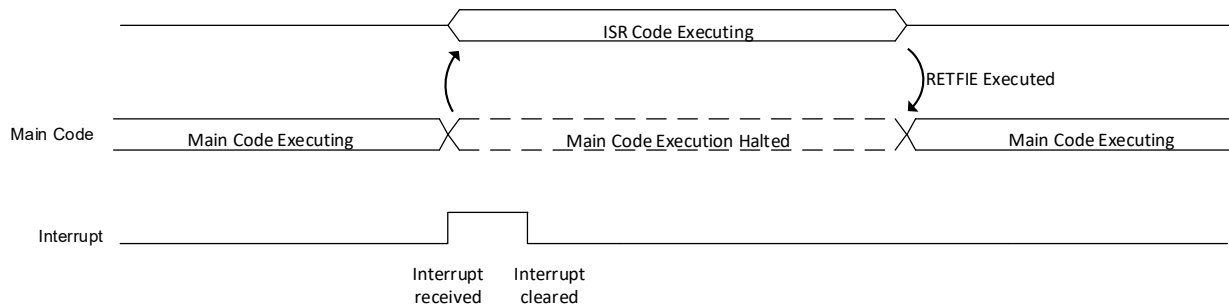 ISR Code Executing
RETFIE Executed
Main Code
Main Code Executing
Main Code Execution Halted
Main Code Executing
Interrupt
Interrupt
received
Interrupt
cleared